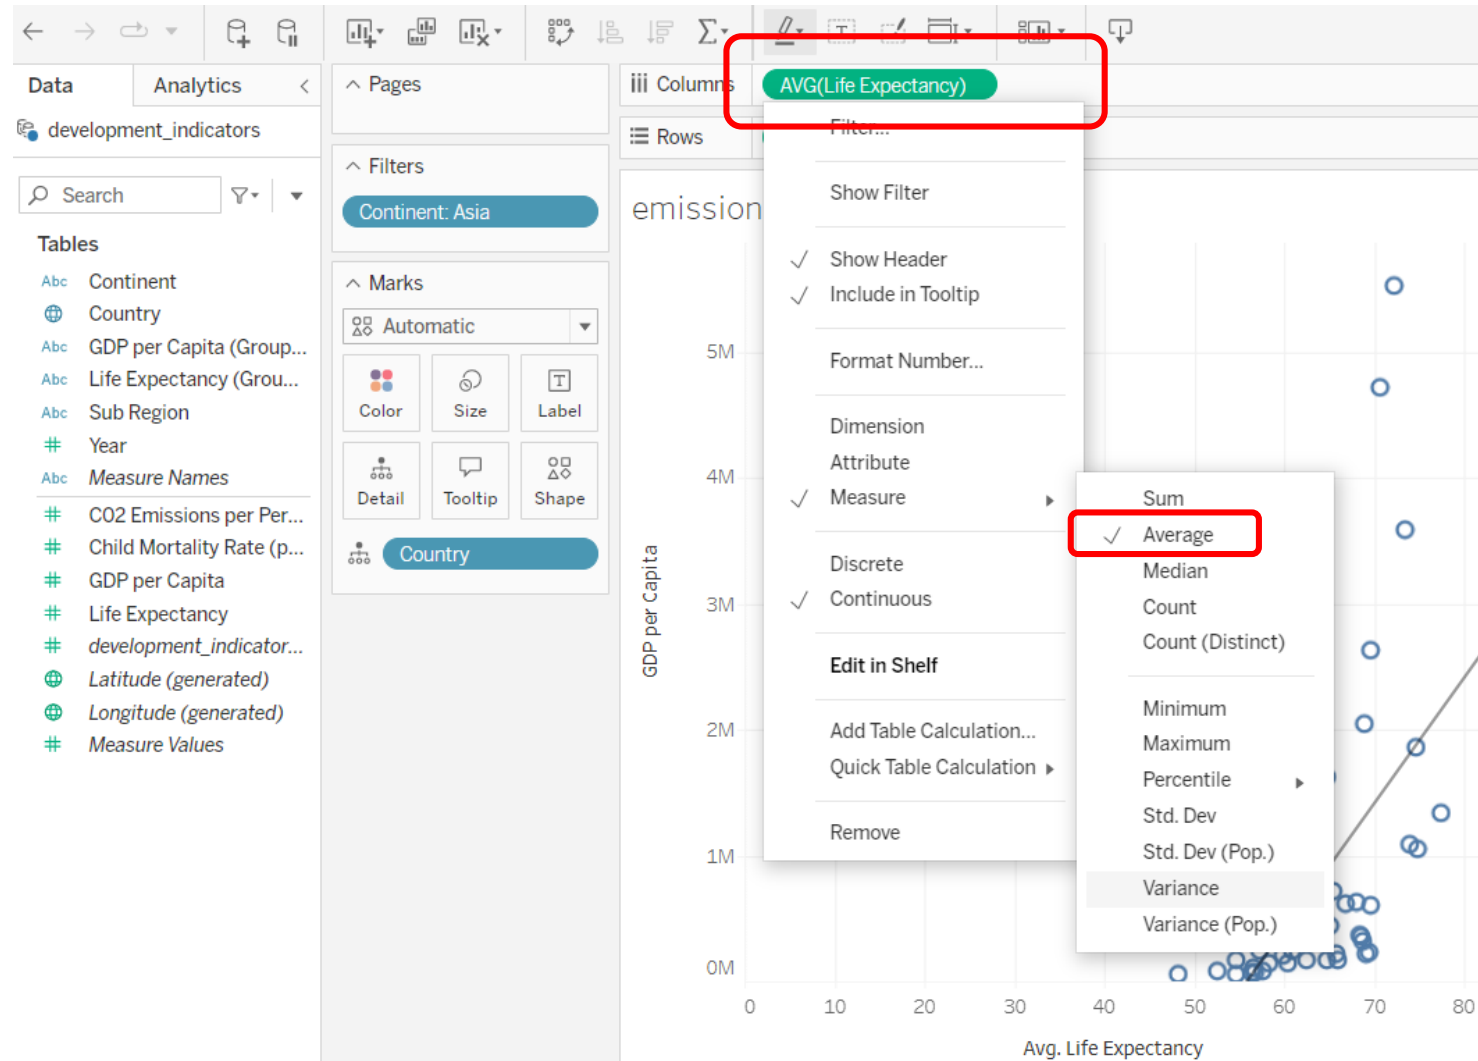 Data
Analytics
development_indicators
Search
Tables
Abc Continent
Country
Abc GDP per Capita (Group...
Abc Life Expectancy (Grou...
Abc Sub Region
Year
Abc Measure Names
CO2 Emissions per Per...
Child Mortality Rate (p...
GDP per Capita
Life Expectancy
development_indicator...
Latitude (generated)
Longitude (generated)
Measure Values
Pages
Filters
Continent: Asia
Marks
Automatic
Color
Size
T
Label
Detail
Tooltip
Shape
Country
T
Columns
AVG(Life Expectancy)
Rows
emission
Filter...
Show Filter
Show Header
Include in Tooltip
Format Number...
Dimension
Attribute
Measure
Discrete
Continuous
Edit in Shelf
Add Table Calculation...
Quick Table Calculation
Remove
Sum
Average
Median
Count
Count (Distinct)
Minimum
Maximum
Percentile
Std. Dev
Std. Dev (Pop.)
Variance
Variance (Pop.)
GDP per Capita
5M
4M
3M
2M
1M
0M
0 10 20 30 40 50 60 70 80
Avg. Life Expectancy